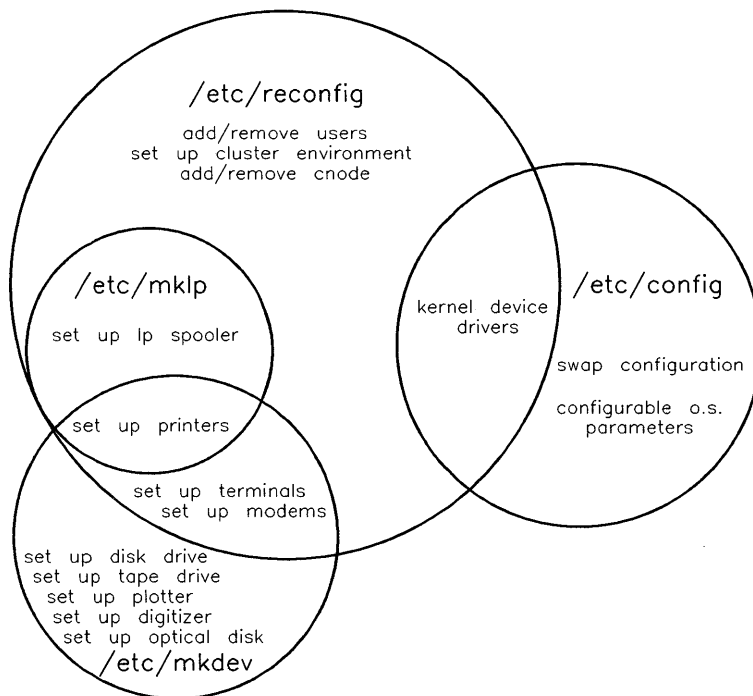 /etc/reconfig
add/remove users
set up cluster environment
add/remove cnode
/etc/mklp
set up lp spooler
set up printers
kernel device
drivers
/etc/config
swap configuration
configurable o.s.
parameters
set up terminals
set up modems
set up disk drive
set up tape drive
set up plotter
set up digitizer
set up optical disk
/etc/mkdev